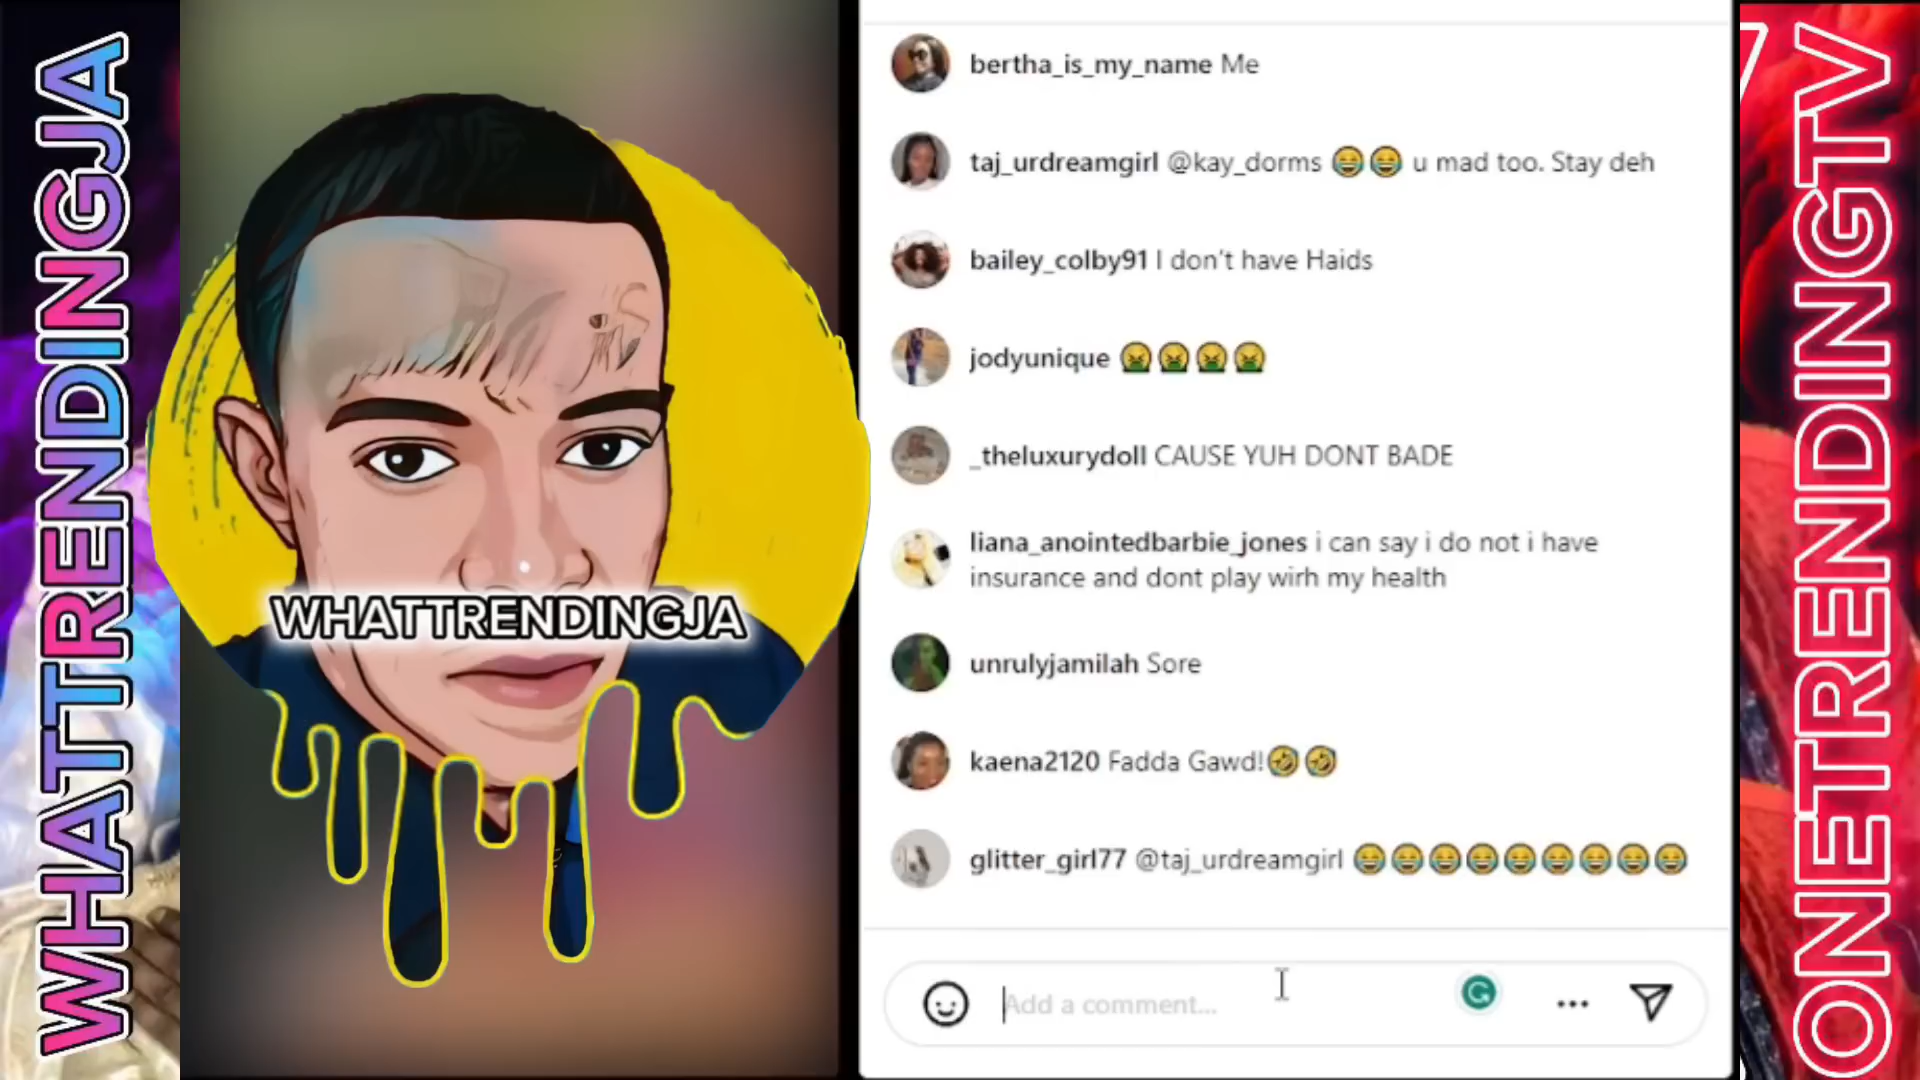 WHATTRENDINGJA
WHATTRENDINGJA
bertha_is_my_name Me
taj_urdreamgirl @kay_dorms 😂😂 u mad too. Stay deh
bailey_colby91 I don't have Haids
jodyunique 🤮🤮🤮🤮
_theluxurydoll CAUSE YUH DONT BADE
liana_anointedbarbie_jones i can say i do not i have
insurance and dont play wirh my health
unrulyjamilah Sore
kaena2120 Fadda Gawd!🤣🤣
glitter_girl77 @taj_urdreamgirl 😂😂😂😂😂😂😂😂😂
Add a comment...
ONETRENDINGTV